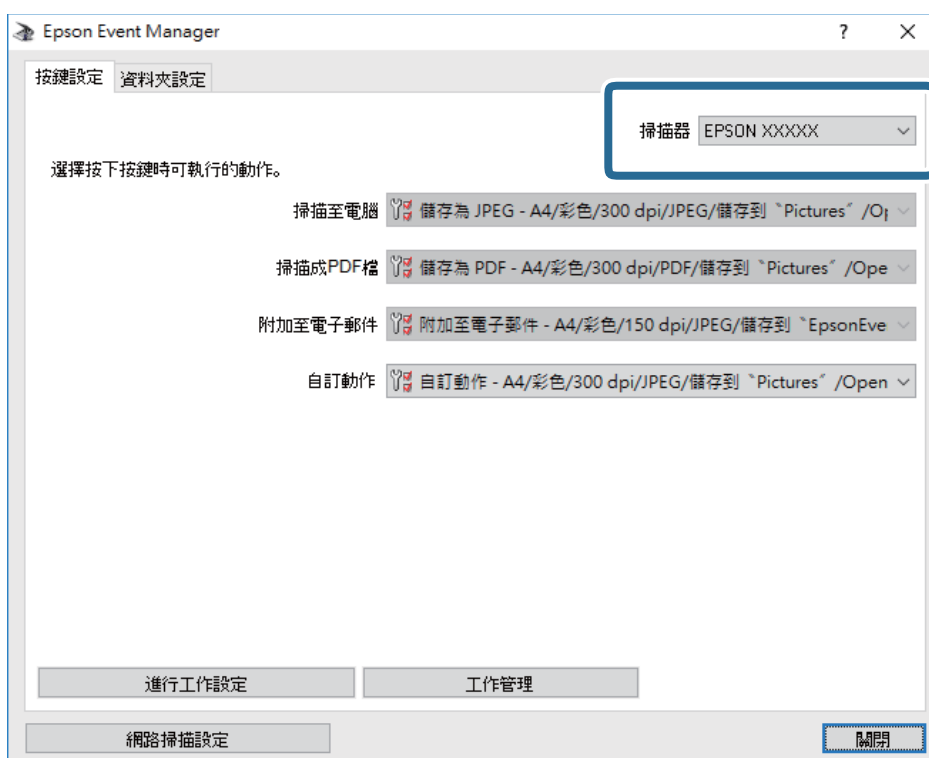 Epson Event Manager ? ×
按鍵設定 資料夾設定
掃描器 EPSON XXXXX
選擇按下按鍵時可執行的動作。
掃描至電腦 儲存為 JPEG - A4/彩色/300 dpi/JPEG/儲存到〝Pictures〞/O
掃描成PDF檔 儲存為 PDF - A4/彩色/300 dpi/PDF/儲存到〝Pictures〞/Ope
附加至電子郵件 附加至電子郵件 - A4/彩色/150 dpi/JPEG/儲存到〝EpsonEve
自訂動作 自訂動作 - A4/彩色/300 dpi/JPEG/儲存到〝Pictures〞/Open
進行工作設定 工作管理
網路掃描設定 關閉